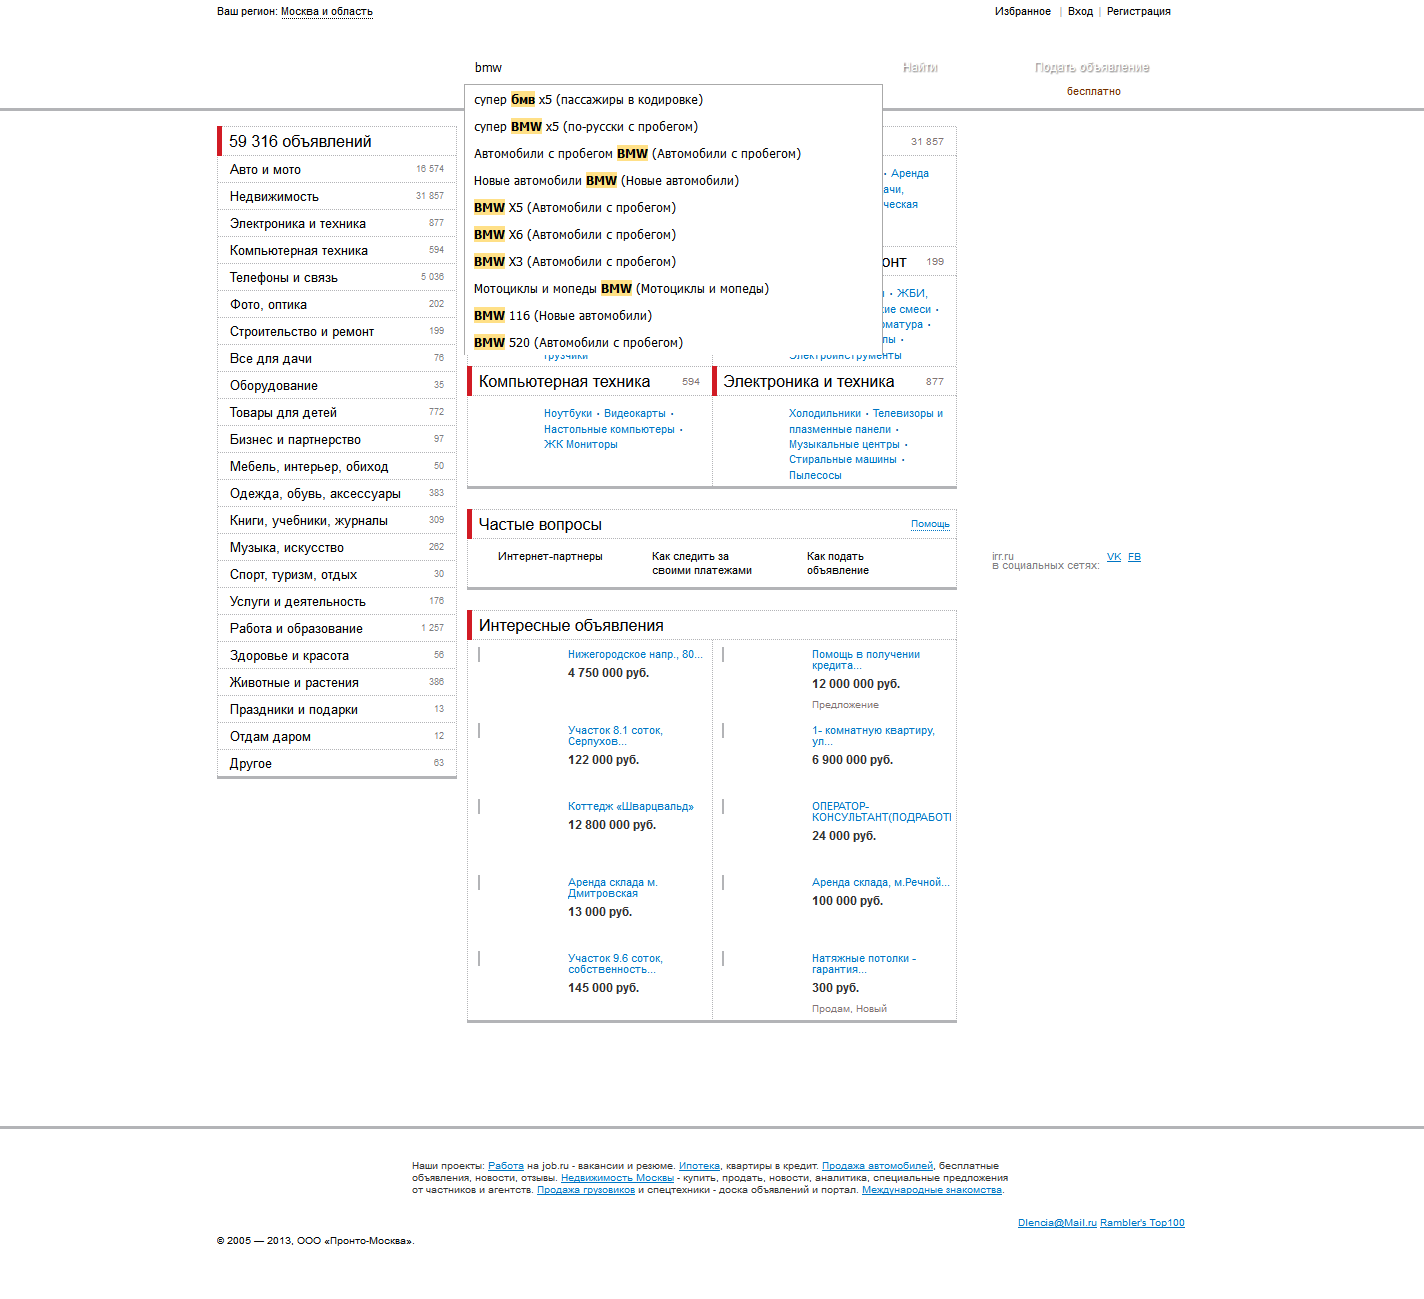 Ваш регион: Москва и область
Избранное | Вход | Регистрация
bmw
Найти
Подать объявление
бесплатно
супер бмв x5 (пассажиры в кодировке)
супер BMW x5 (по-русски с пробегом)
Автомобили с пробегом BMW (Автомобили с пробегом)
Новые автомобили BMW (Новые автомобили)
BMW X5 (Автомобили с пробегом)
BMW X6 (Автомобили с пробегом)
BMW X3 (Автомобили с пробегом)
Мотоциклы и мопеды BMW (Мотоциклы и мопеды)
BMW 116 (Новые автомобили)
BMW 520 (Автомобили с пробегом)
59 316 объявлений
Авто и мото 16 574
Недвижимость 31 857
Электроника и техника 877
Компьютерная техника 594
Телефоны и связь 5 036
Фото, оптика 202
Строительство и ремонт 199
Все для дачи 76
Оборудование 35
Товары для детей 772
Бизнес и партнерство 97
Мебель, интерьер, обиход 50
Одежда, обувь, аксессуары 383
Книги, учебники, журналы 309
Музыка, искусство 262
Спорт, туризм, отдых 30
Услуги и деятельность 176
Работа и образование 1 257
Здоровье и красота 56
Животные и растения 386
Праздники и подарки 13
Отдам даром 12
Другое 63
31 857
· Аренда
ачи,
ческая
онт 199
· ЖБИ,
кие смеси ·
рматура ·
лы ·
Электроинструменты
грузчики
Компьютерная техника 594
Ноутбуки · Видеокарты ·
Настольные компьютеры ·
ЖК Мониторы
Электроника и техника 877
Холодильники · Телевизоры и
плазменные панели ·
Музыкальные центры ·
Стиральные машины ·
Пылесосы
Частые вопросы
Помощь
Интернет-партнеры
Как следить за
своими платежами
Как подать
объявление
irr.ru
в социальных сетях:
VK FB
Интересные объявления
Нижегородское напр., 80...
4 750 000 руб.
Помощь в получении
кредита...
12 000 000 руб.
Предложение
Участок 8.1 соток,
Серпухов...
122 000 руб.
1- комнатную квартиру,
ул...
6 900 000 руб.
Коттедж «Шварцвальд»
12 800 000 руб.
ОПЕРАТОР-
КОНСУЛЬТАНТ(ПОДРАБОТ
24 000 руб.
Аренда склада м.
Дмитровская
13 000 руб.
Аренда склада, м.Речной...
100 000 руб.
Участок 9.6 соток,
собственность...
145 000 руб.
Натяжные потолки -
гарантия...
300 руб.
Продам, Новый
Наши проекты: Работа на job.ru - вакансии и резюме. Ипотека, квартиры в кредит. Продажа автомобилей, бесплатные
объявления, новости, отзывы. Недвижимость Москвы - купить, продать, новости, аналитика, специальные предложения
от частников и агентств. Продажа грузовиков и спецтехники - доска объявлений и портал. Международные знакомства.
Dlencia@Mail.ru Rambler's Top100
© 2005 — 2013, ООО «Пронто-Москва».